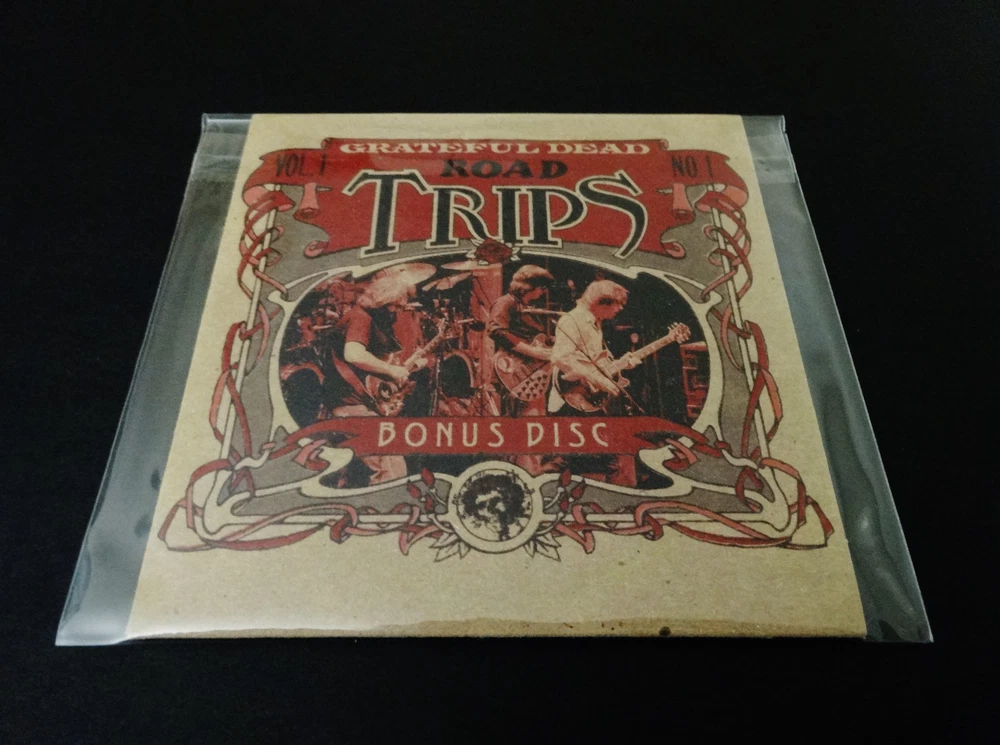 GRATEFUL DEAD
VOL. 1 ROAD NO. 1
TRIPS
BONUS DISC